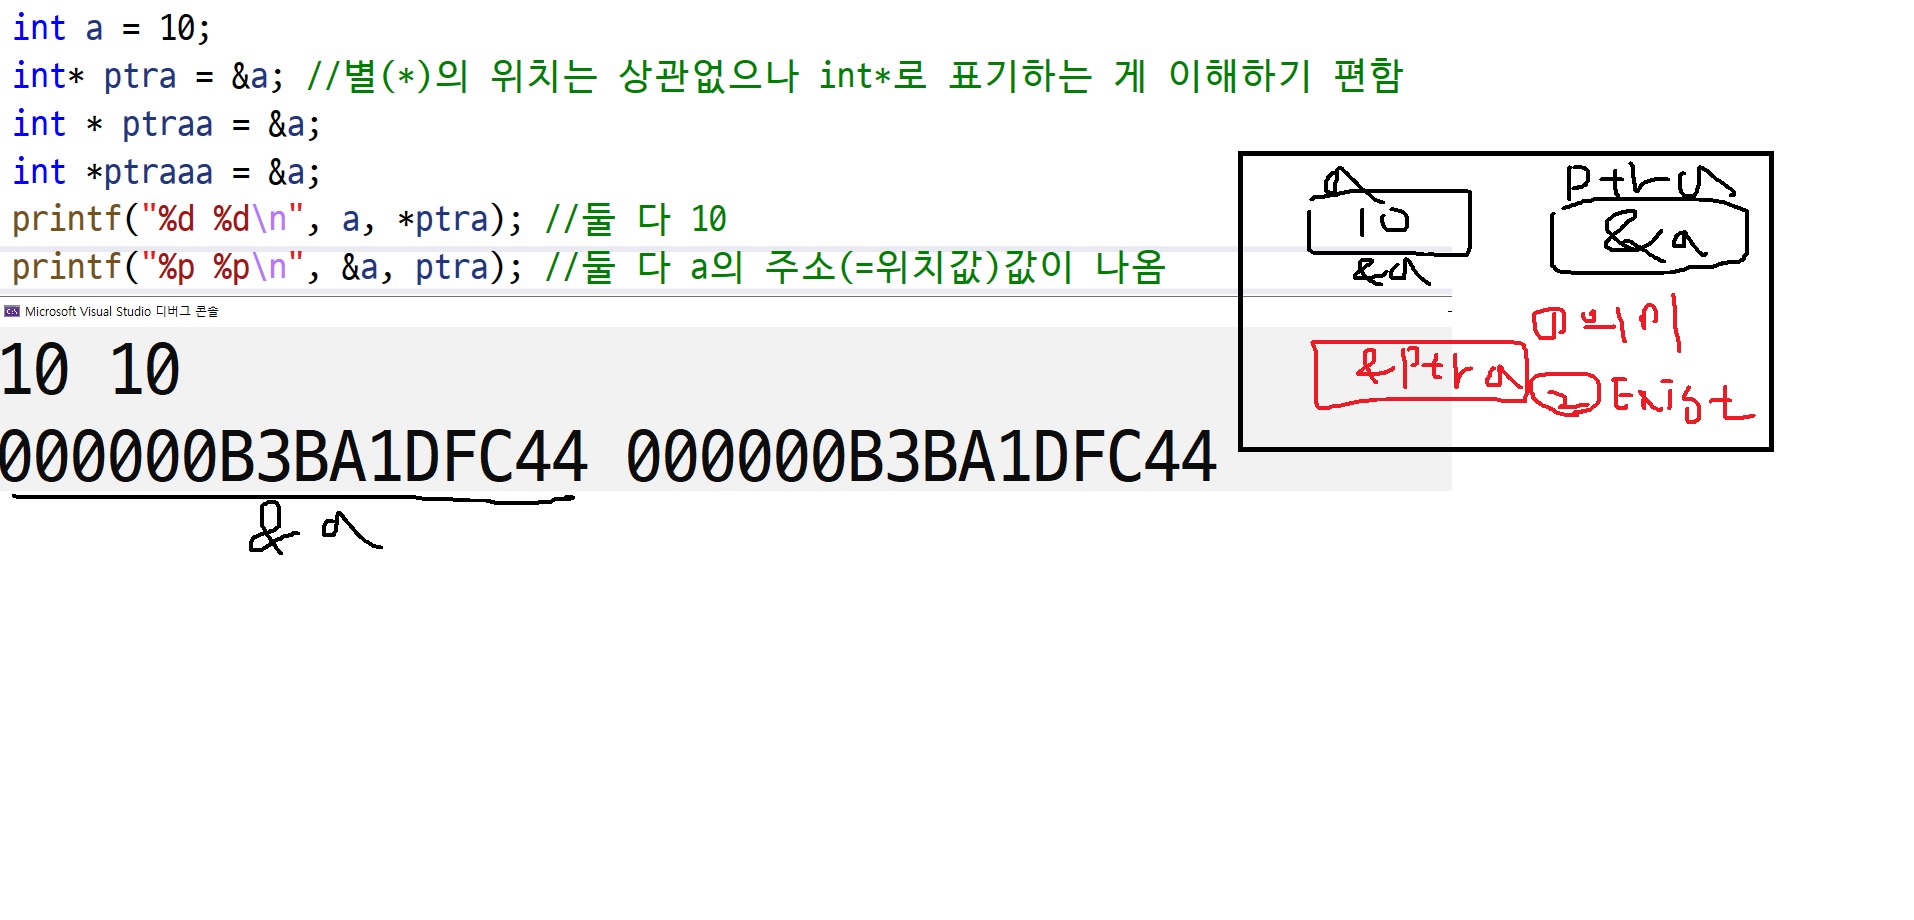 int a = 10;
int* ptra = &a; //별(*)의 위치는 상관없으나 int*로 표기하는 게 이해하기 편함
int * ptraa = &a;
int *ptraaa = &a;
printf("%d %d\n", a, *ptra); //둘 다 10
printf("%p %p\n", &a, ptra); //둘 다 a의 주소(=위치값)값이 나옴
Microsoft Visual Studio 디버그 콘솔
10 10
000000B3BA1DFC44 000000B3BA1DFC44
&a
a
10
&a
ptra
&a
&ptra
① 의미
② Exist